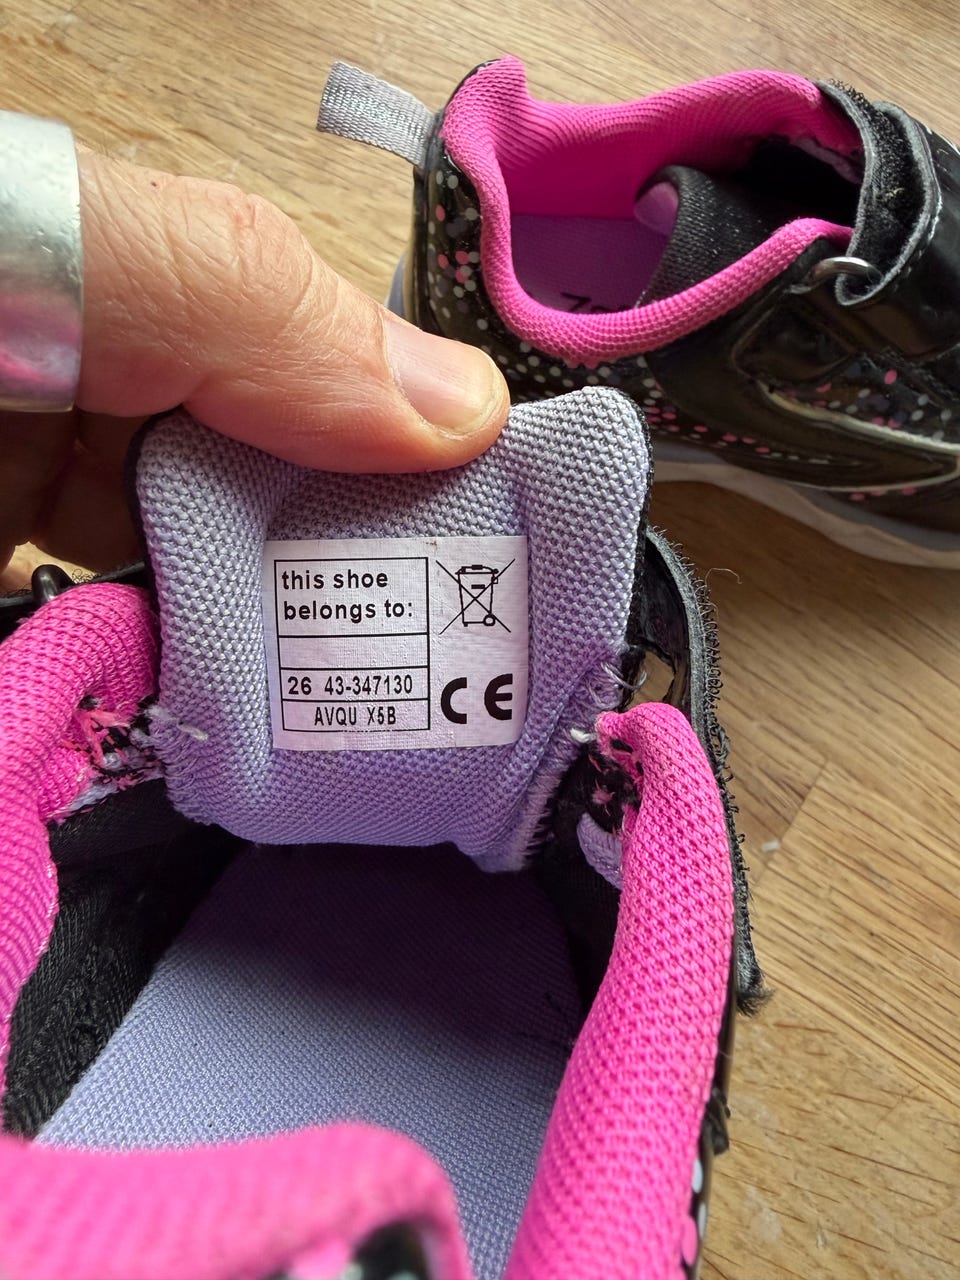 this shoe
belongs to:
26 43-347130
AVQU X5B
CE